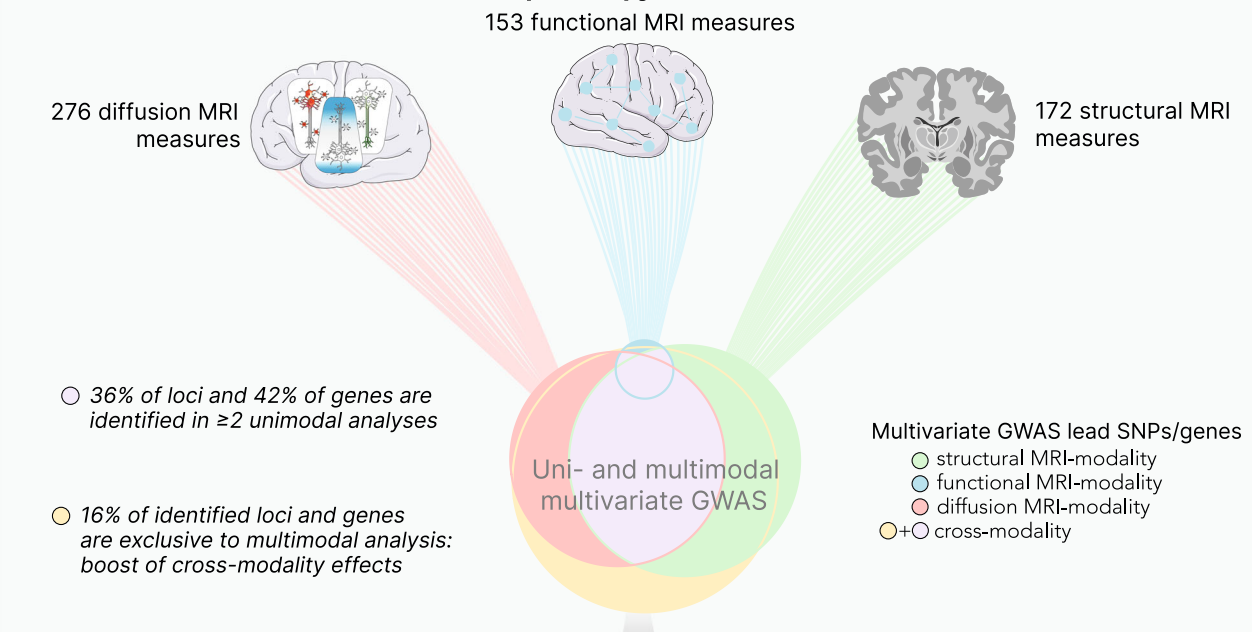 153 functional MRI measures
276 diffusion MRI
measures
172 structural MRI
measures
36% of loci and 42% of genes are
identified in ≥2 unimodal analyses
Uni- and multimodal
multivariate GWAS
16% of identified loci and genes
are exclusive to multimodal analysis:
boost of cross-modality effects
Multivariate GWAS lead SNPs/genes
structural MRI-modality
functional MRI-modality
diffusion MRI-modality
+ cross-modality